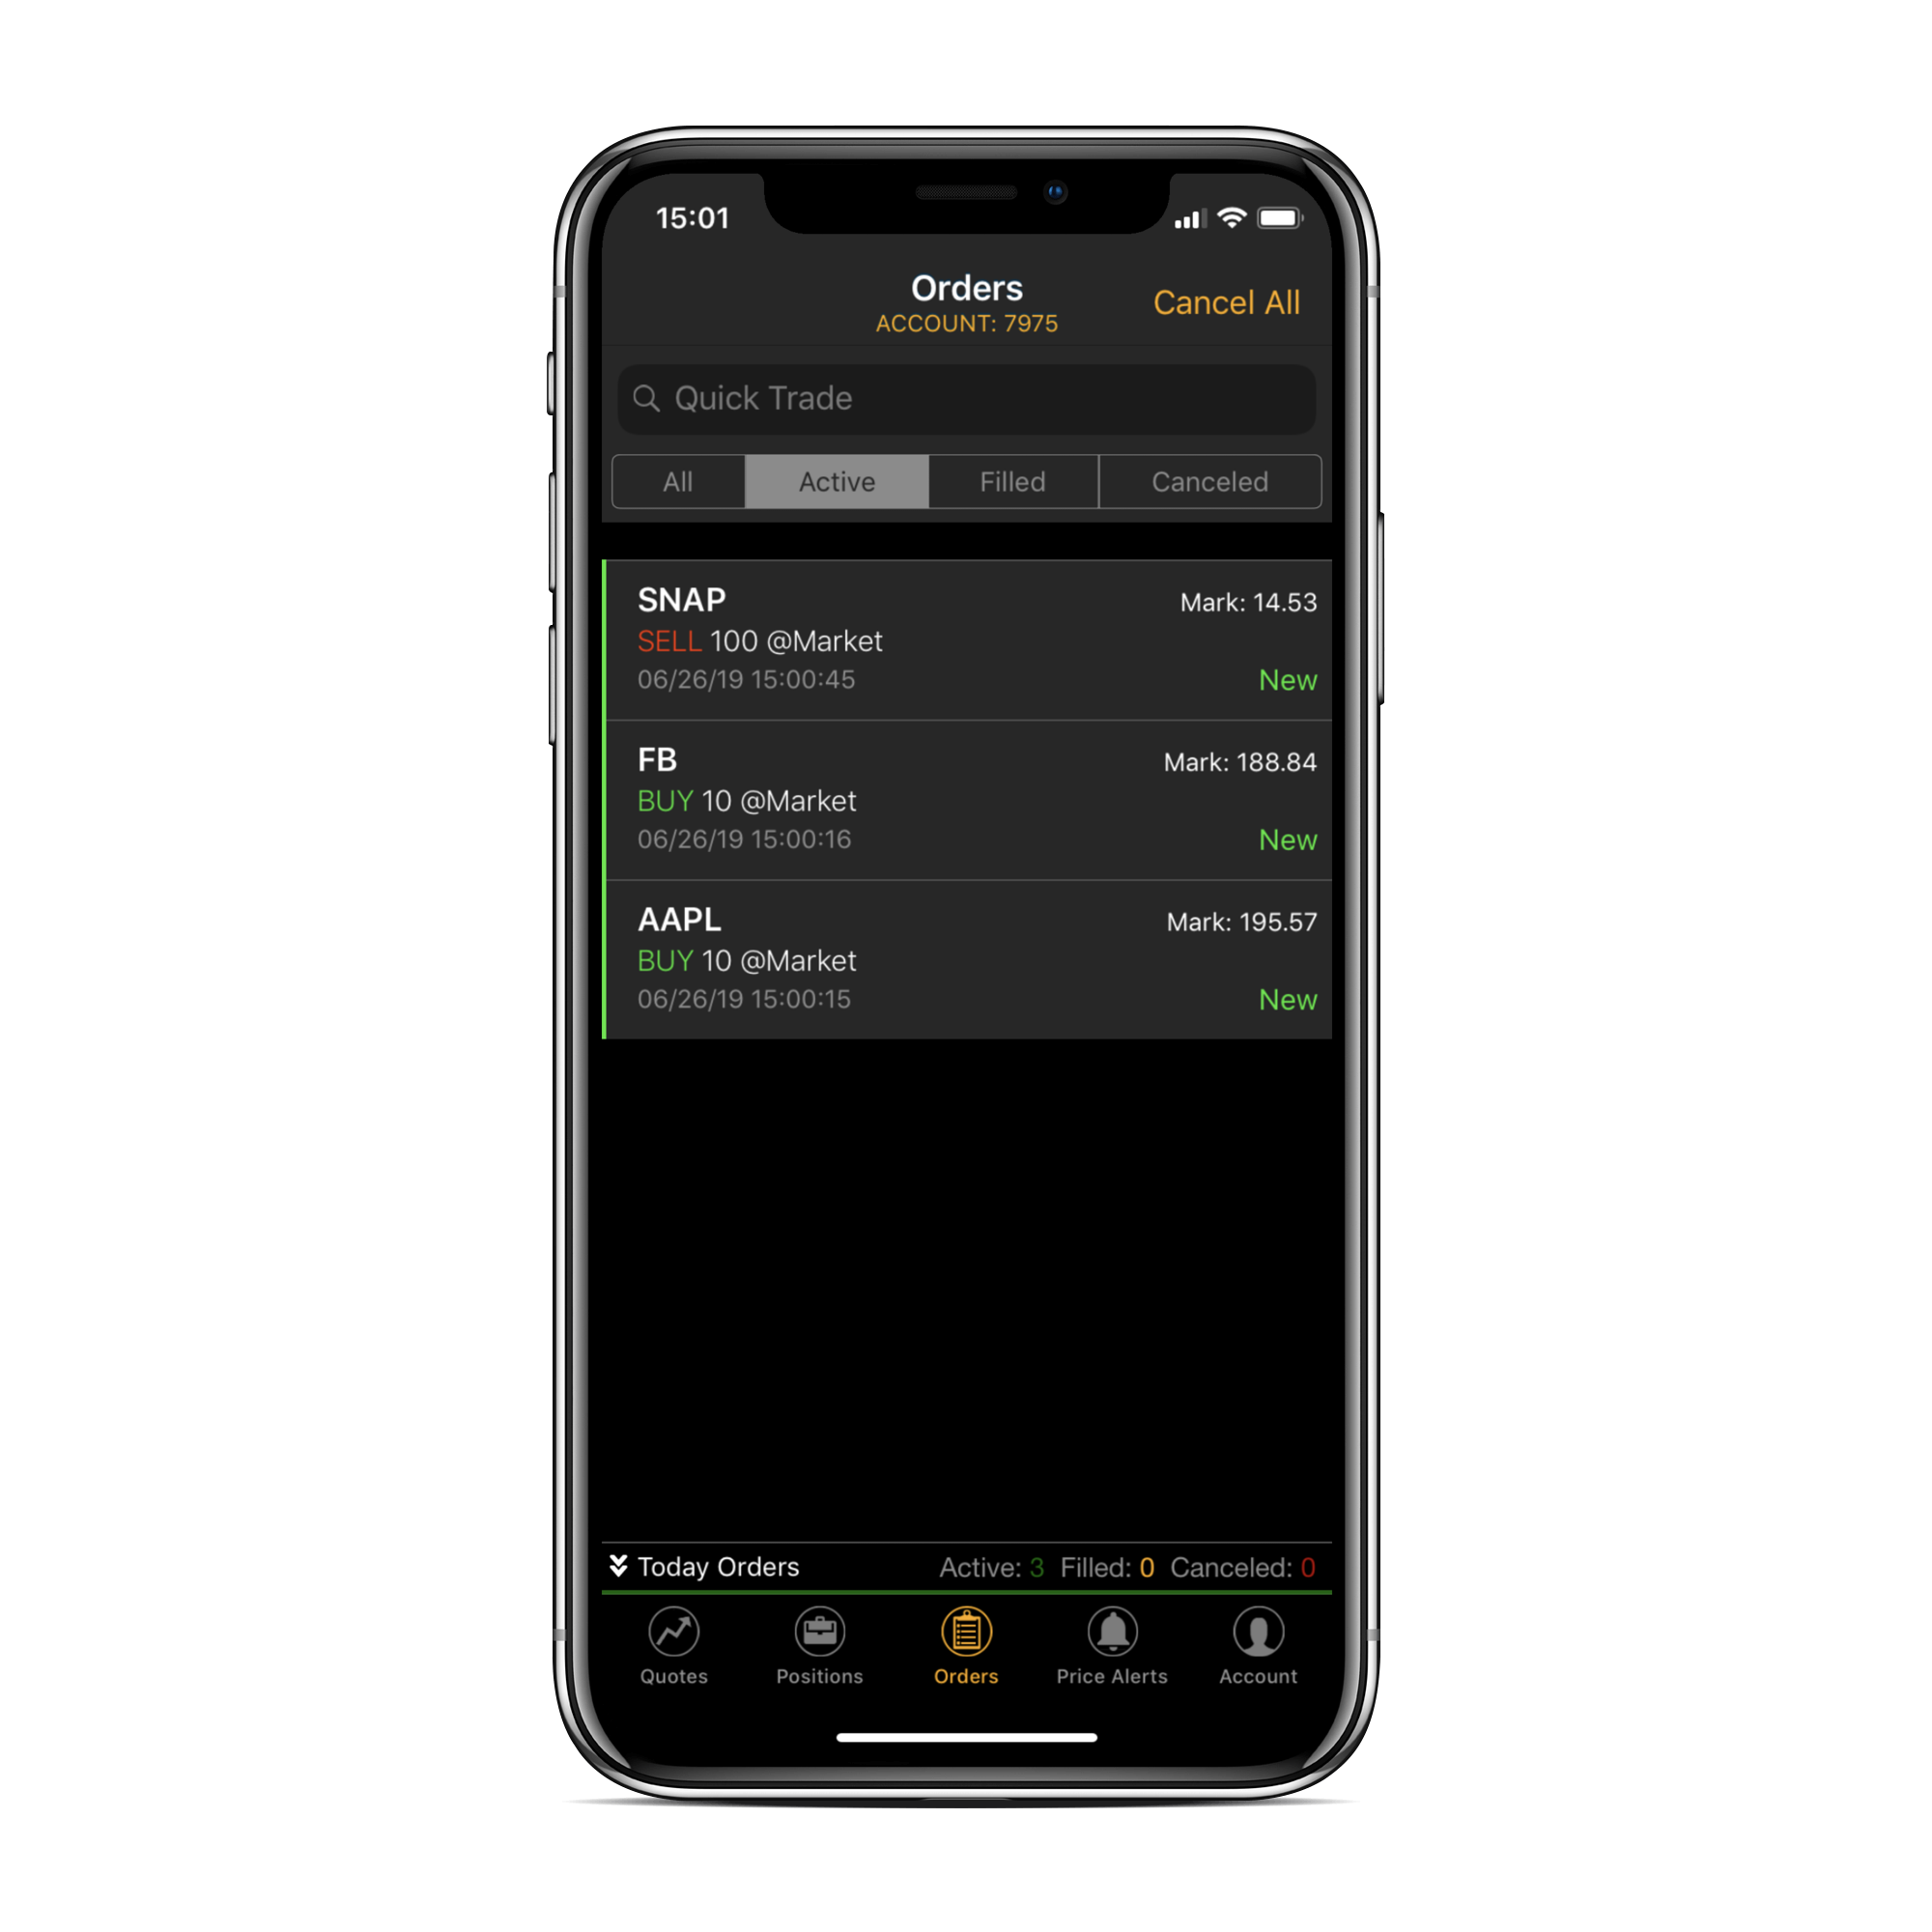 15:01
Orders
ACCOUNT: 7975
Cancel All
Quick Trade
All Active Filled Canceled
SNAP Mark: 14.53
SELL 100 @Market
06/26/19 15:00:45 New
FB Mark: 188.84
BUY 10 @Market
06/26/19 15:00:16 New
AAPL Mark: 195.57
BUY 10 @Market
06/26/19 15:00:15 New
Today Orders Active: 3 Filled: 0 Canceled: 0
Quotes Positions Orders Price Alerts Account